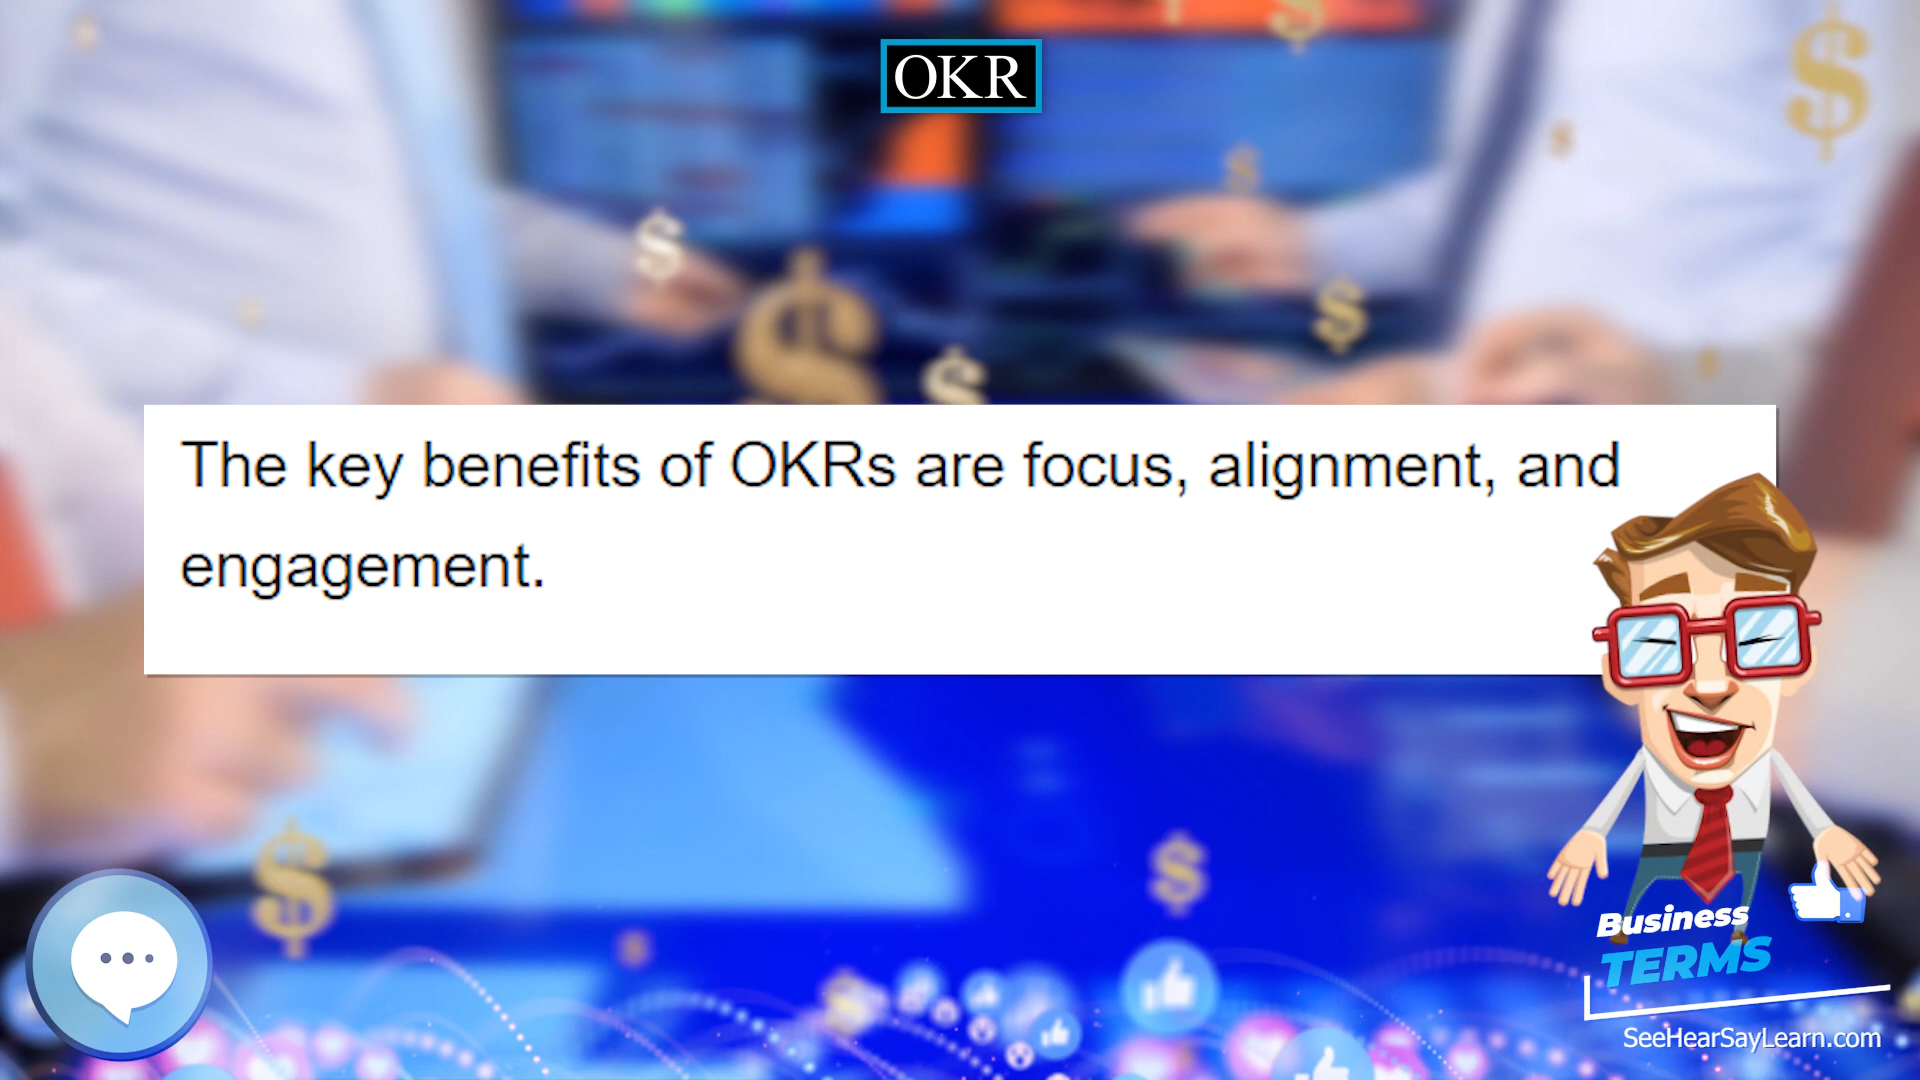 OKR
The key benefits of OKRs are focus, alignment, and
engagement.
Business
TERMS
SeeHearSayLearn.com